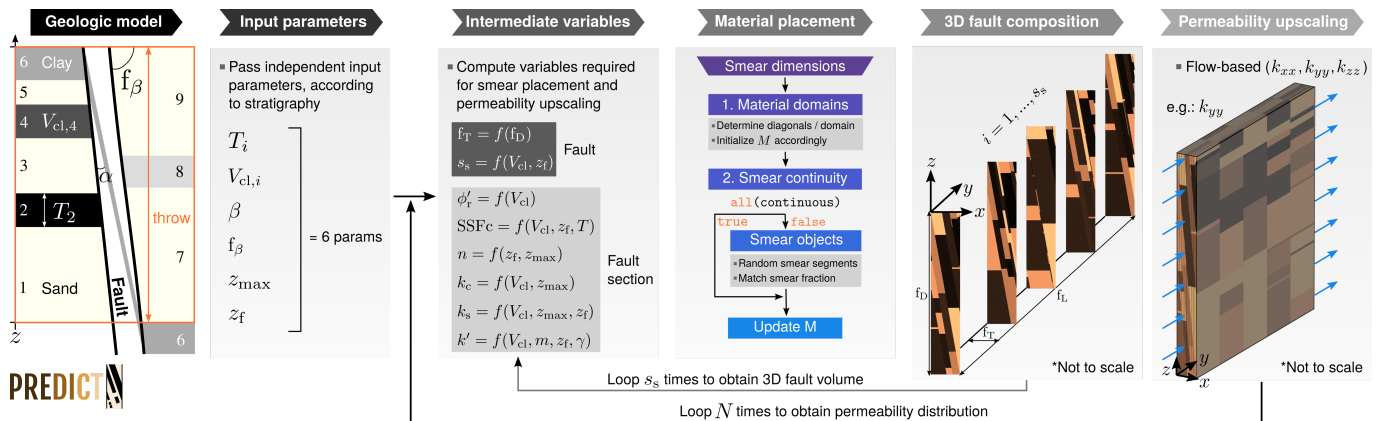 Geologic model
6 Clay
5
4 V_cl,4
3
2 T_2
1 Sand
α
f_β
9
8
throw
7
Fault
6
z
PREDICT
Input parameters
Pass independent input
parameters, according
to stratigraphy
T_i
V_cl,i
β
f_β
z_max
z_f
= 6 params
Intermediate variables
Compute variables required
for smear placement and
permeability upscaling
f_T = f(f_D)
s_s = f(V_cl, z_f)
Fault
ϕ′_r = f(V_cl)
SSFc = f(V_cl, z_f, T)
n = f(z_f, z_max)
k_c = f(V_cl, z_max)
k_s = f(V_cl, z_max, z_f)
k′ = f(V_cl, m, z_f, γ)
Fault
section
Material placement
Smear dimensions
1. Material domains
Determine diagonals / domain
Initialize M accordingly
2. Smear continuity
all(continuous)
true false
Smear objects
Random smear segments
Match smear fraction
Update M
3D fault composition
i = 1, ..., s_s
z
y
x
f_D
f_L
f_T
*Not to scale
Permeability upscaling
Flow-based (k_xx, k_yy, k_zz)
e.g.: k_yy
z
y
x
*Not to scale
Loop s_s times to obtain 3D fault volume
Loop N times to obtain permeability distribution